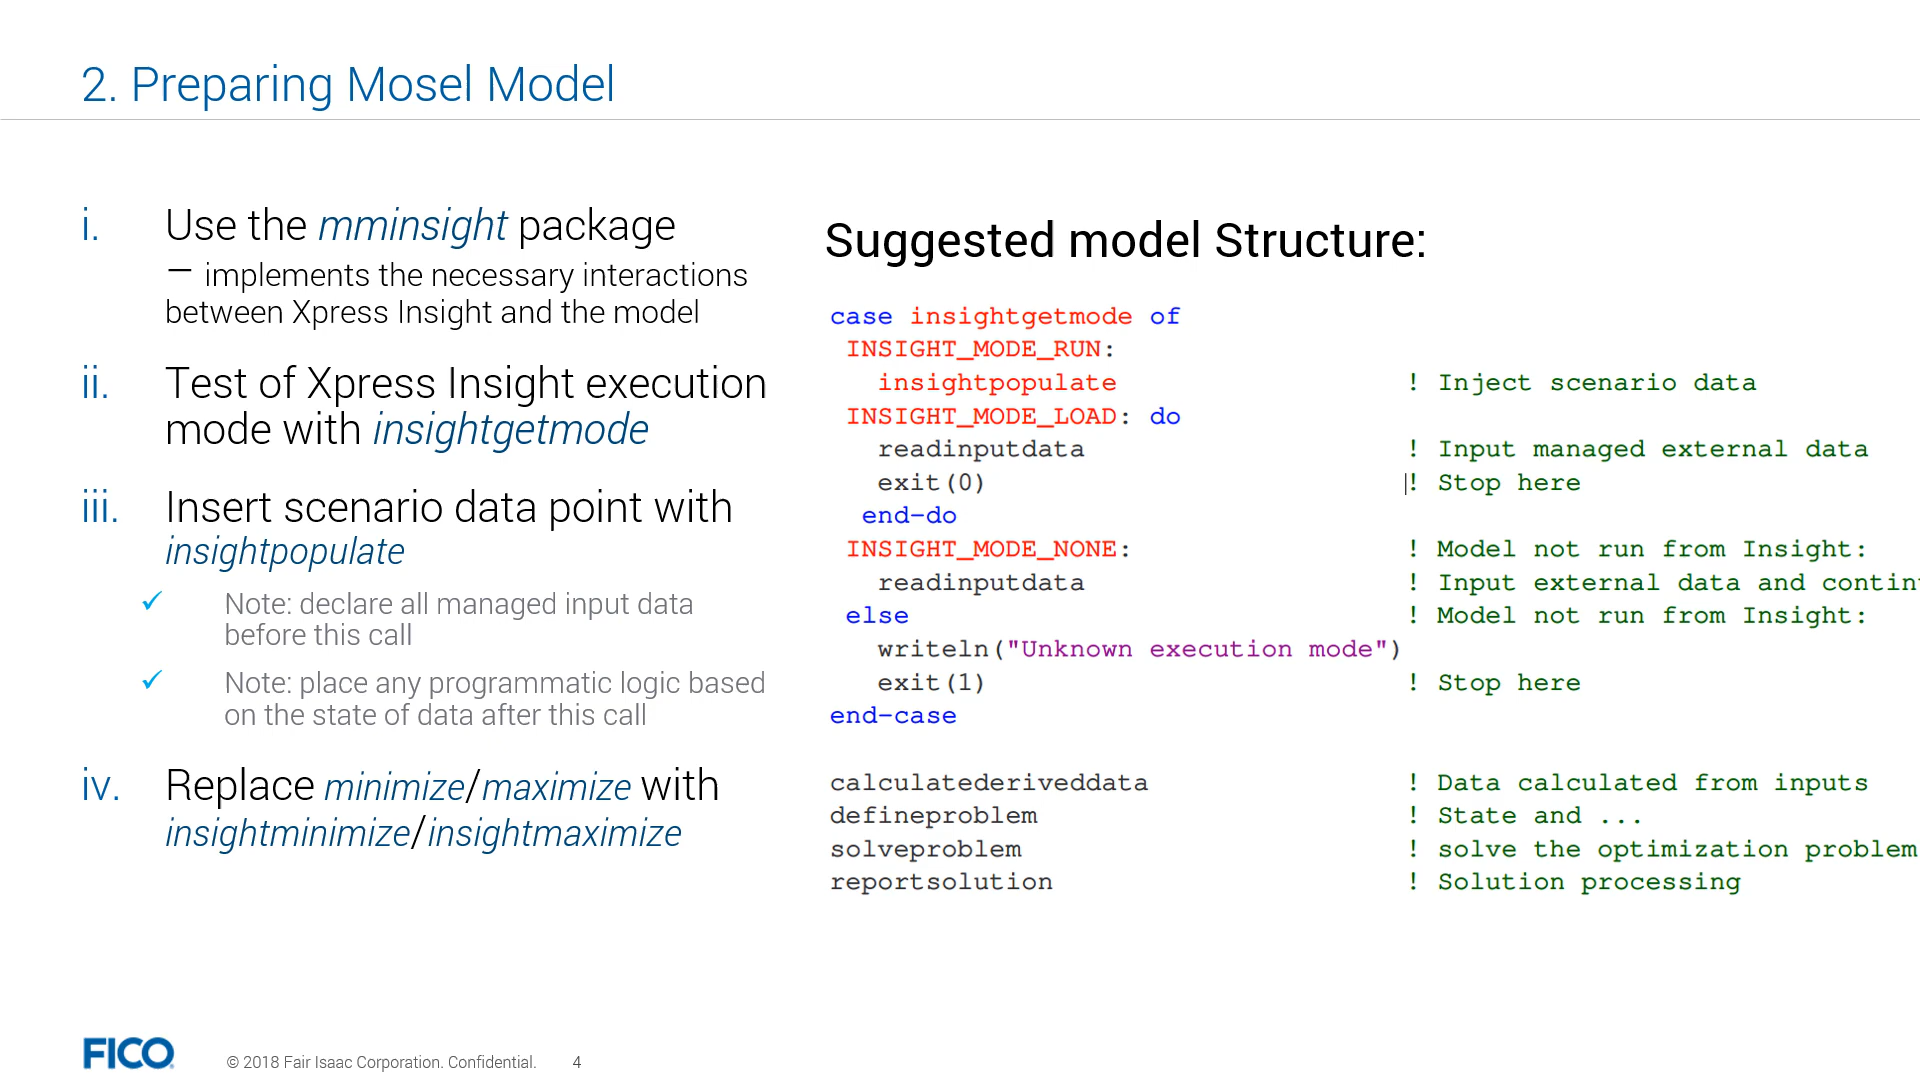 2. Preparing Mosel Model
i. Use the mminsight package
— implements the necessary interactions
between Xpress Insight and the model
ii. Test of Xpress Insight execution
mode with insightgetmode
iii. Insert scenario data point with
insightpopulate
✓ Note: declare all managed input data
before this call
✓ Note: place any programmatic logic based
on the state of data after this call
iv. Replace minimize/maximize with
insightminimize/insightmaximize
Suggested model Structure:
case insightgetmode of
INSIGHT_MODE_RUN:
insightpopulate ! Inject scenario data
INSIGHT_MODE_LOAD: do
readinputdata ! Input managed external data
exit(0) ! Stop here
end-do
INSIGHT_MODE_NONE: ! Model not run from Insight:
readinputdata ! Input external data and contin
else ! Model not run from Insight:
writeln("Unknown execution mode")
exit(1) ! Stop here
end-case
calculatederiveddata ! Data calculated from inputs
defineproblem ! State and ...
solveproblem ! solve the optimization problem
reportsolution ! Solution processing
FICO © 2018 Fair Isaac Corporation. Confidential. 4